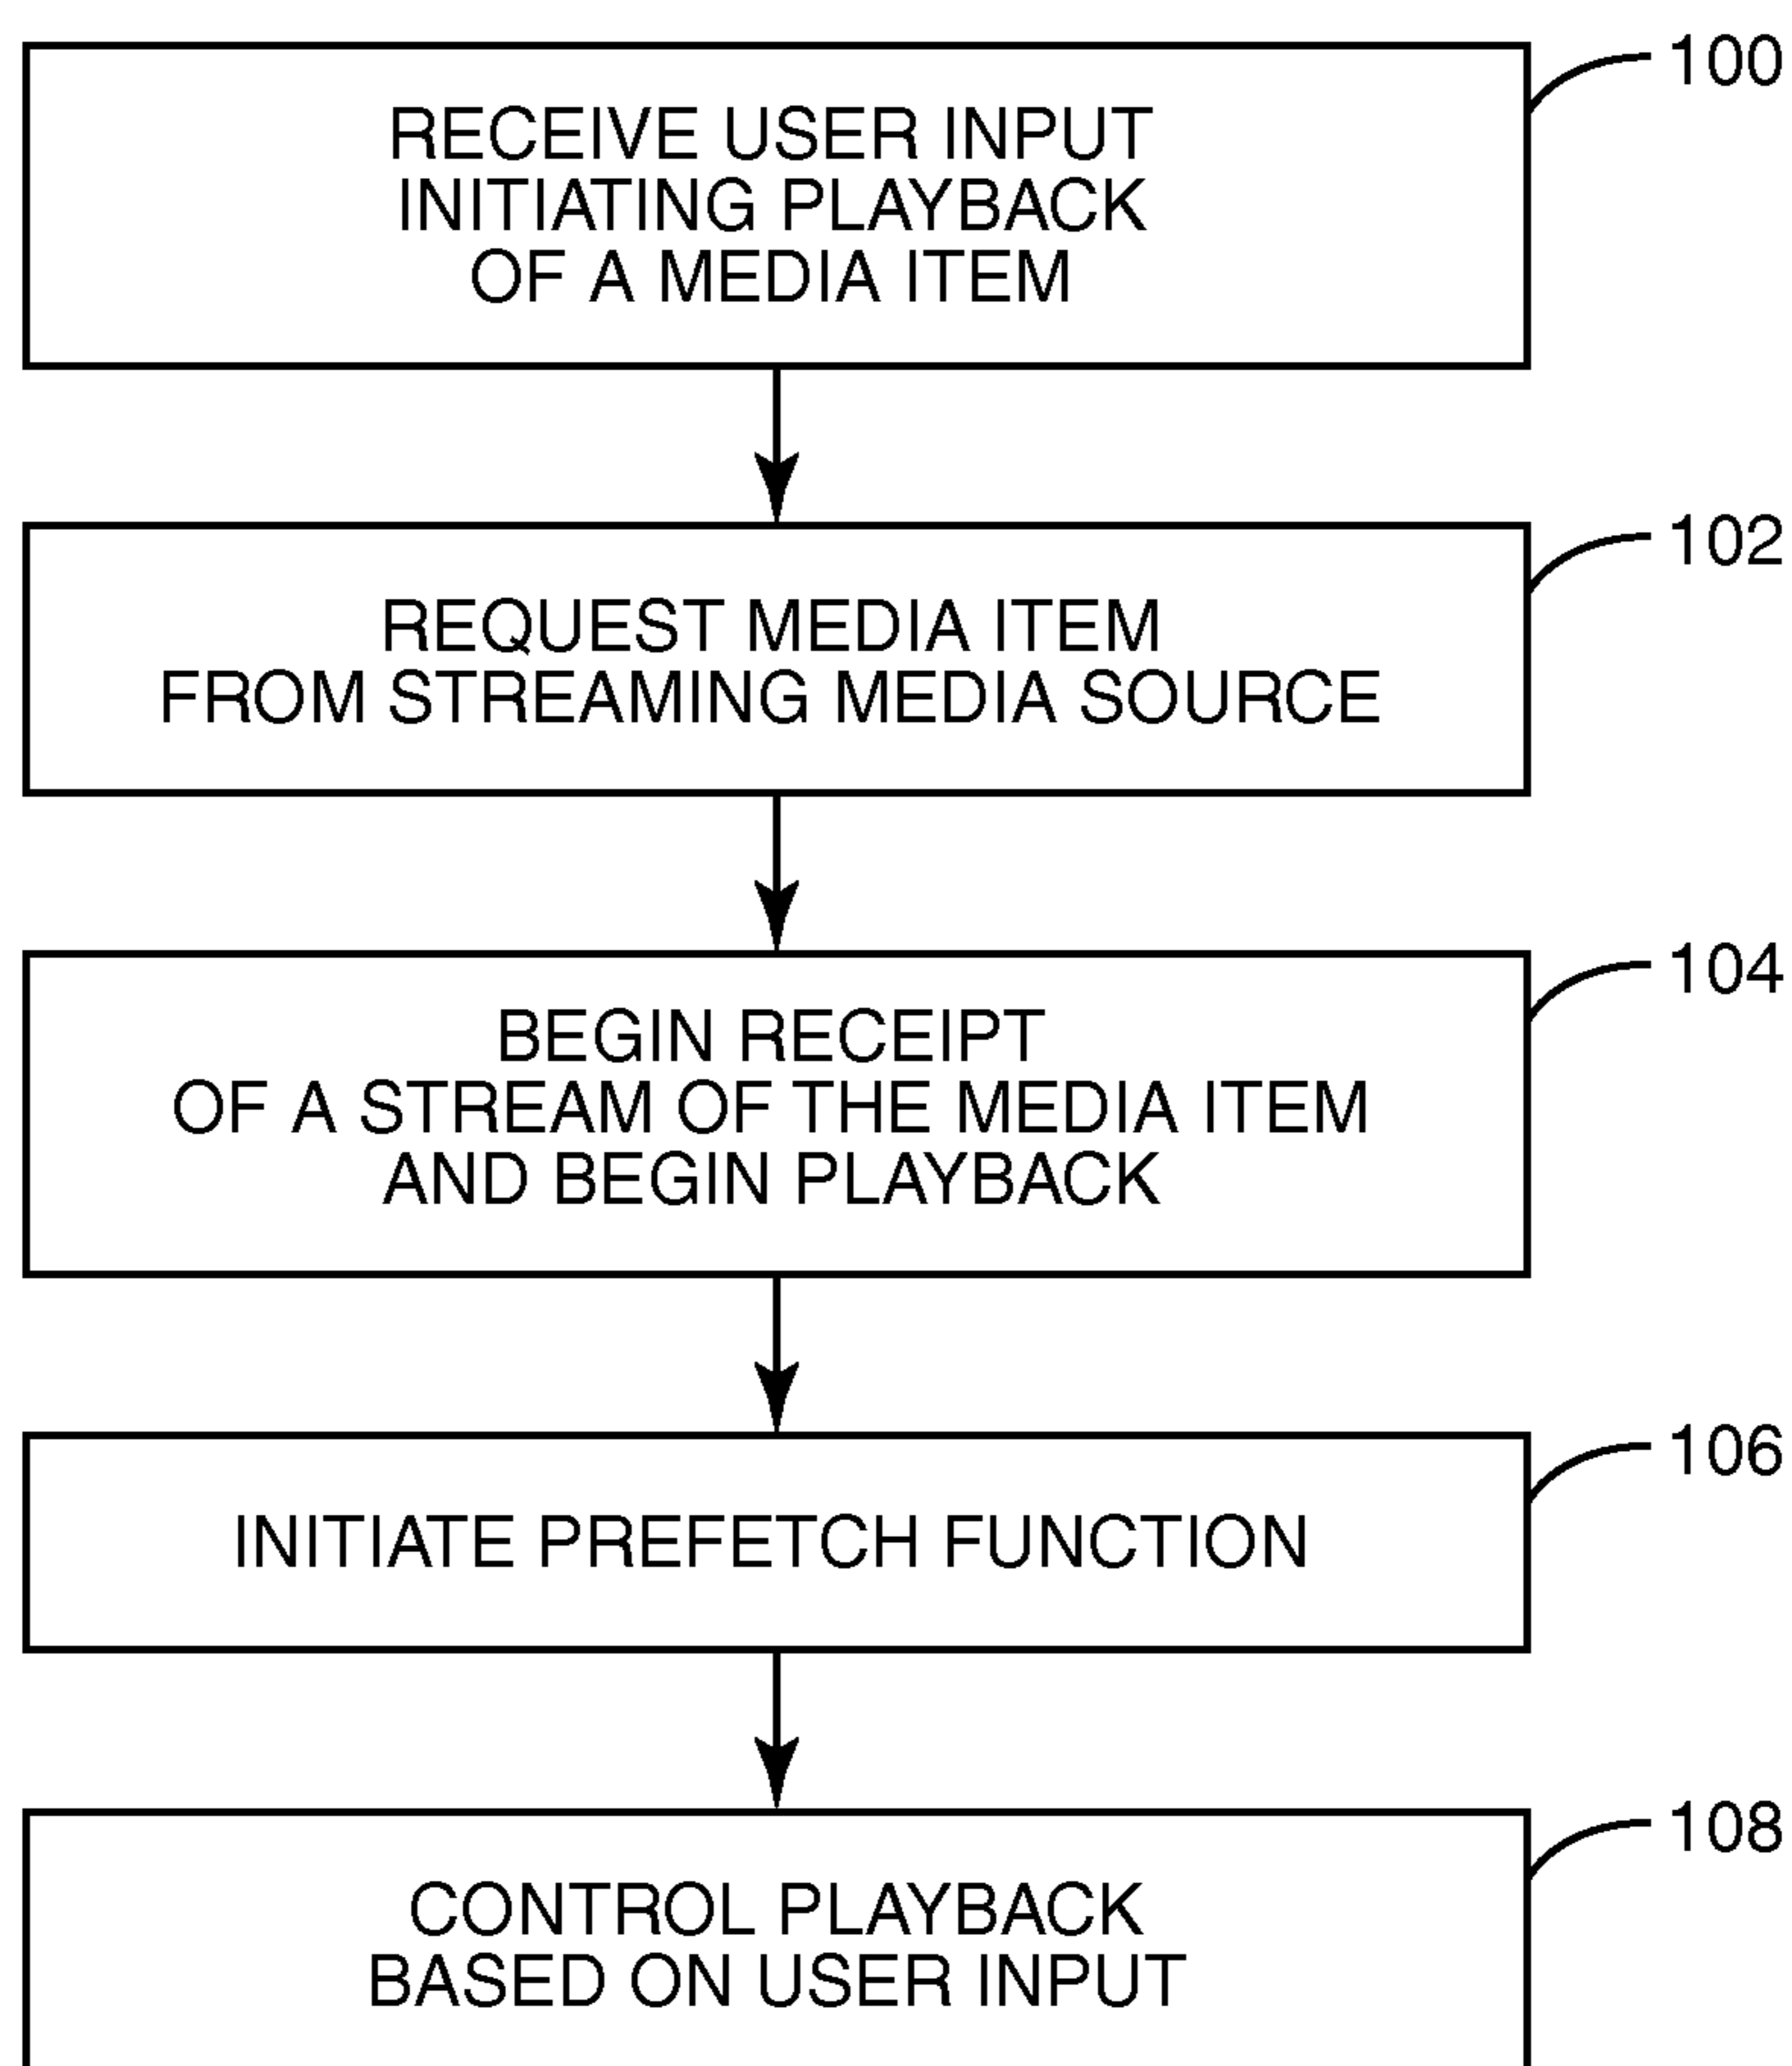 100
RECEIVE USER INPUT
INITIATING PLAYBACK
OF A MEDIA ITEM
102
REQUEST MEDIA ITEM
FROM STREAMING MEDIA SOURCE
104
BEGIN RECEIPT
OF A STREAM OF THE MEDIA ITEM
AND BEGIN PLAYBACK
106
INITIATE PREFETCH FUNCTION
108
CONTROL PLAYBACK
BASED ON USER INPUT